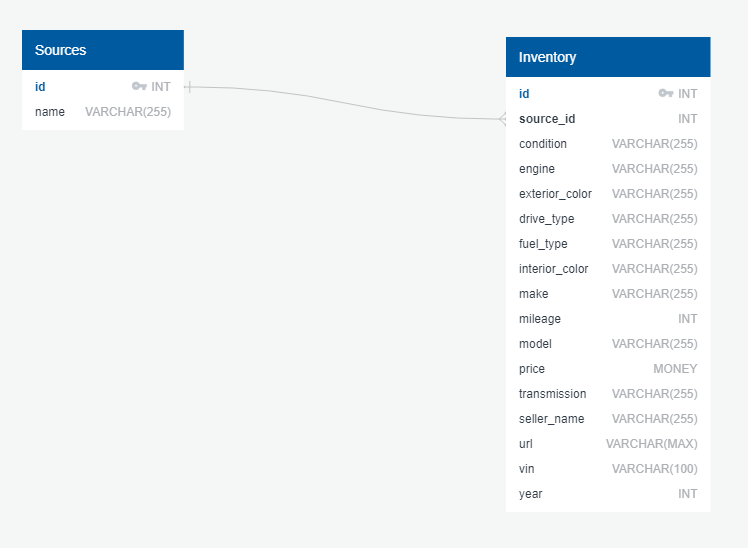 Sources
id INT
name VARCHAR(255)
Inventory
id INT
source_id INT
condition VARCHAR(255)
engine VARCHAR(255)
exterior_color VARCHAR(255)
drive_type VARCHAR(255)
fuel_type VARCHAR(255)
interior_color VARCHAR(255)
make VARCHAR(255)
mileage INT
model VARCHAR(255)
price MONEY
transmission VARCHAR(255)
seller_name VARCHAR(255)
url VARCHAR(MAX)
vin VARCHAR(100)
year INT